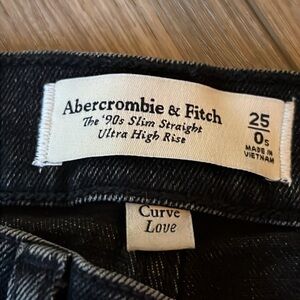 Abercrombie & Fitch
The '90s Slim Straight
Ultra High Rise
25
0s
MADE IN
VIETNAM
Curve
Love